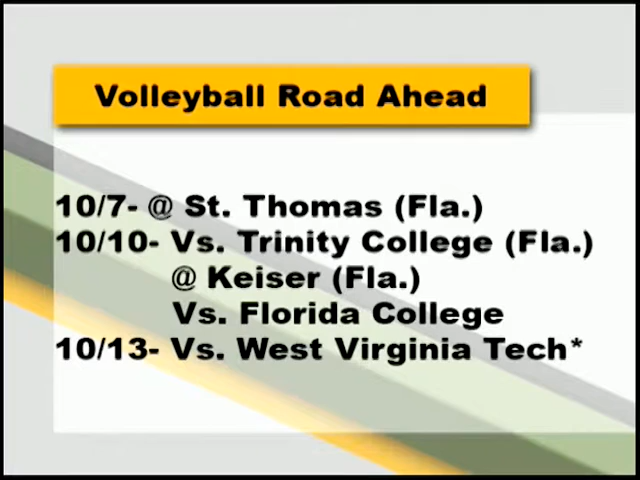 Volleyball Road Ahead
10/7- @ St. Thomas (Fla.)
10/10- Vs. Trinity College (Fla.)
@ Keiser (Fla.)
Vs. Florida College
10/13- Vs. West Virginia Tech*